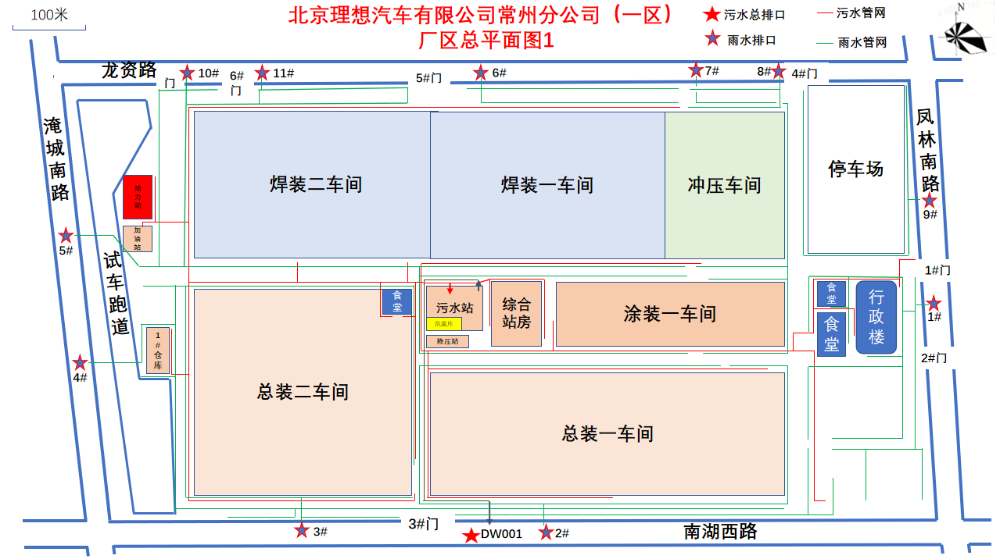 100米
北京理想汽车有限公司常州分公司（一区）
厂区总平面图1
污水总排口
污水管网
雨水排口
雨水管网
N
龙资路
门
10#
6#
门
11#
5#门
6#
7#
8#
4#门
淹城南路
凤林南路
焊装二车间
焊装一车间
冲压车间
停车场
动力站
加油站
9#
5#
试车跑道
1#门
食堂
污水站
危废库
降压站
综合站房
涂装一车间
食堂
食堂
行政楼
1#
1#仓库
4#
2#门
总装二车间
总装一车间
3#门
3#
DW001
2#
南湖西路